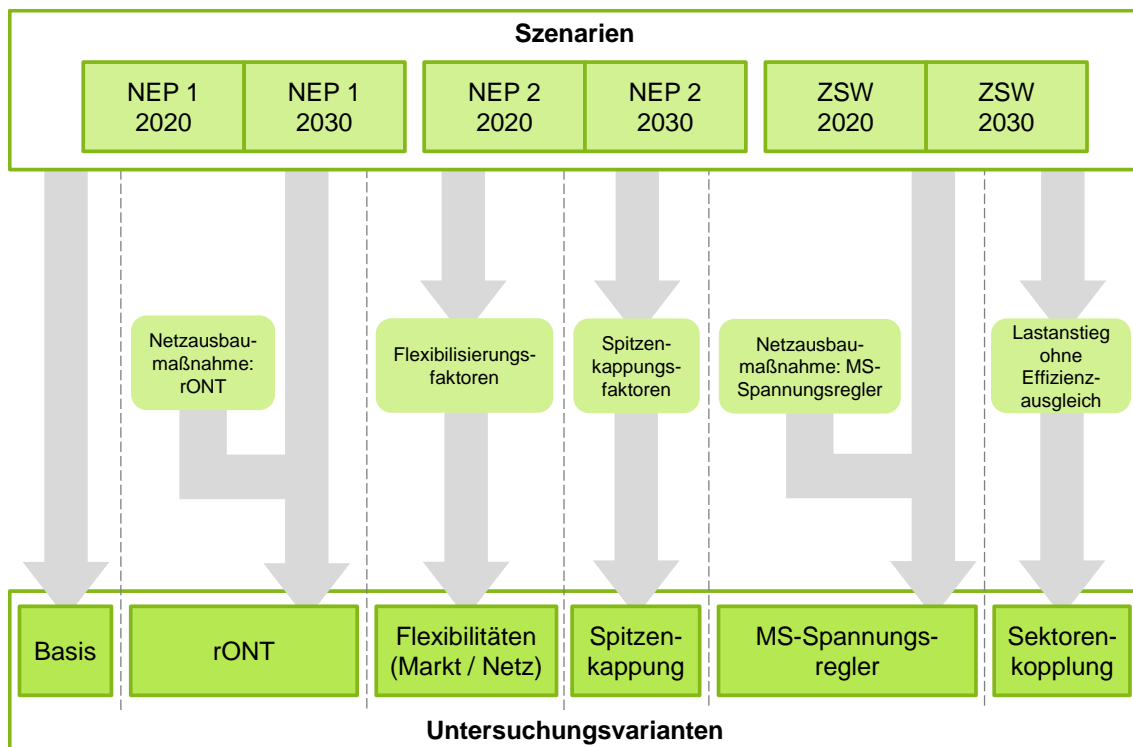 Szenarien
NEP 1
2020
NEP 1
2030
NEP 2
2020
NEP 2
2030
ZSW
2020
ZSW
2030
Netzausbau-
maßnahme:
rONT
Flexibilisierungs-
faktoren
Spitzen-
kappungs-
faktoren
Netzausbau-
maßnahme: MS-
Spannungsregler
Lastanstieg
ohne
Effizienz-
ausgleich
Basis
rONT
Flexibilitäten
(Markt / Netz)
Spitzen-
kappung
MS-Spannungs-
regler
Sektoren-
kopplung
Untersuchungsvarianten